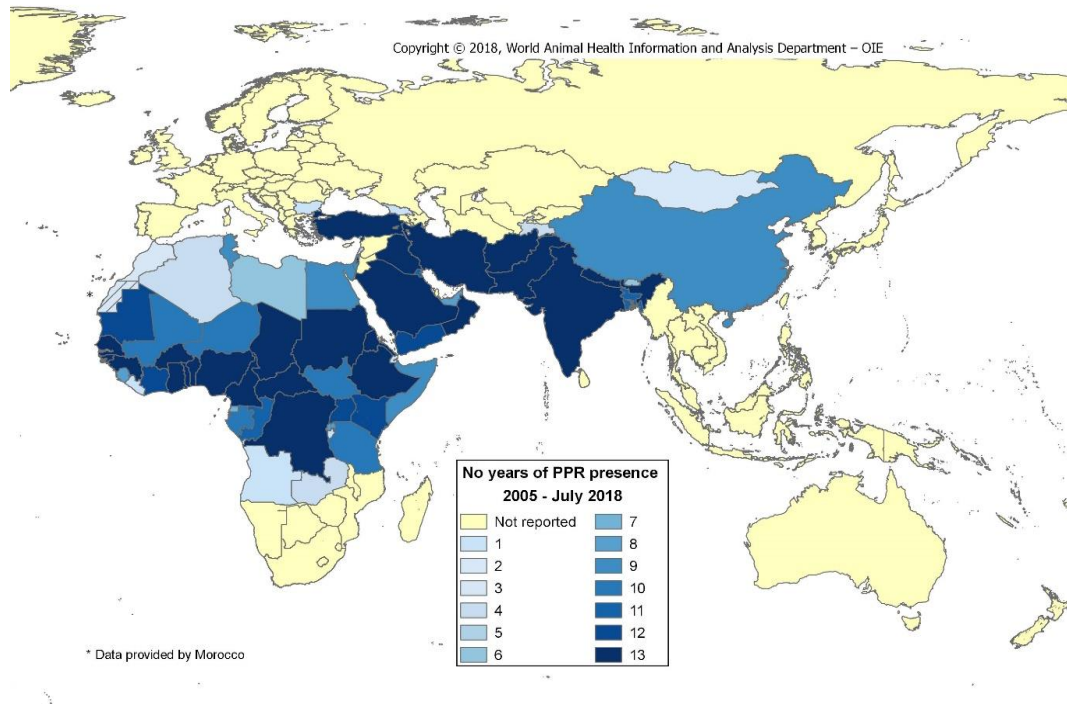 Copyright © 2018, World Animal Health Information and Analysis Department – OIE
*
No years of PPR presence
2005 - July 2018
Not reported
1
2
3
4
5
6
7
8
9
10
11
12
13
* Data provided by Morocco